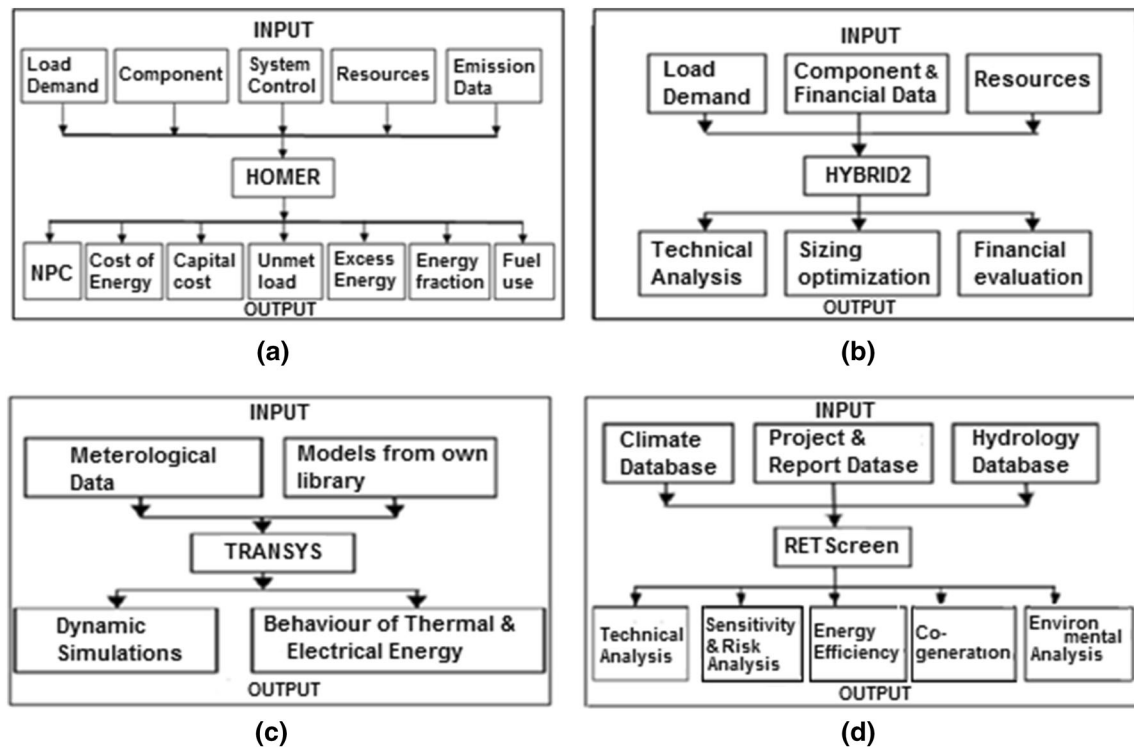 INPUT
Load
Demand
Component
System
Control
Resources
Emission
Data
HOMER
NPC
Cost of
Energy
Capital
cost
Unmet
load
Excess
Energy
Energy
fraction
Fuel
use
OUTPUT
(a)
INPUT
Load
Demand
Component &
Financial Data
Resources
HYBRID2
Technical
Analysis
Sizing
optimization
Financial
evaluation
OUTPUT
(b)
INPUT
Meterological
Data
Models from own
library
TRANSYS
Dynamic
Simulations
Behaviour of Thermal &
Electrical Energy
OUTPUT
(c)
INPUT
Climate
Database
Project &
Report Datase
Hydrology
Database
RETScreen
Technical
Analysis
Sensitivity
& Risk
Analysis
Energy
Efficiency
Co-
generation
Environ
mental
Analysis
OUTPUT
(d)